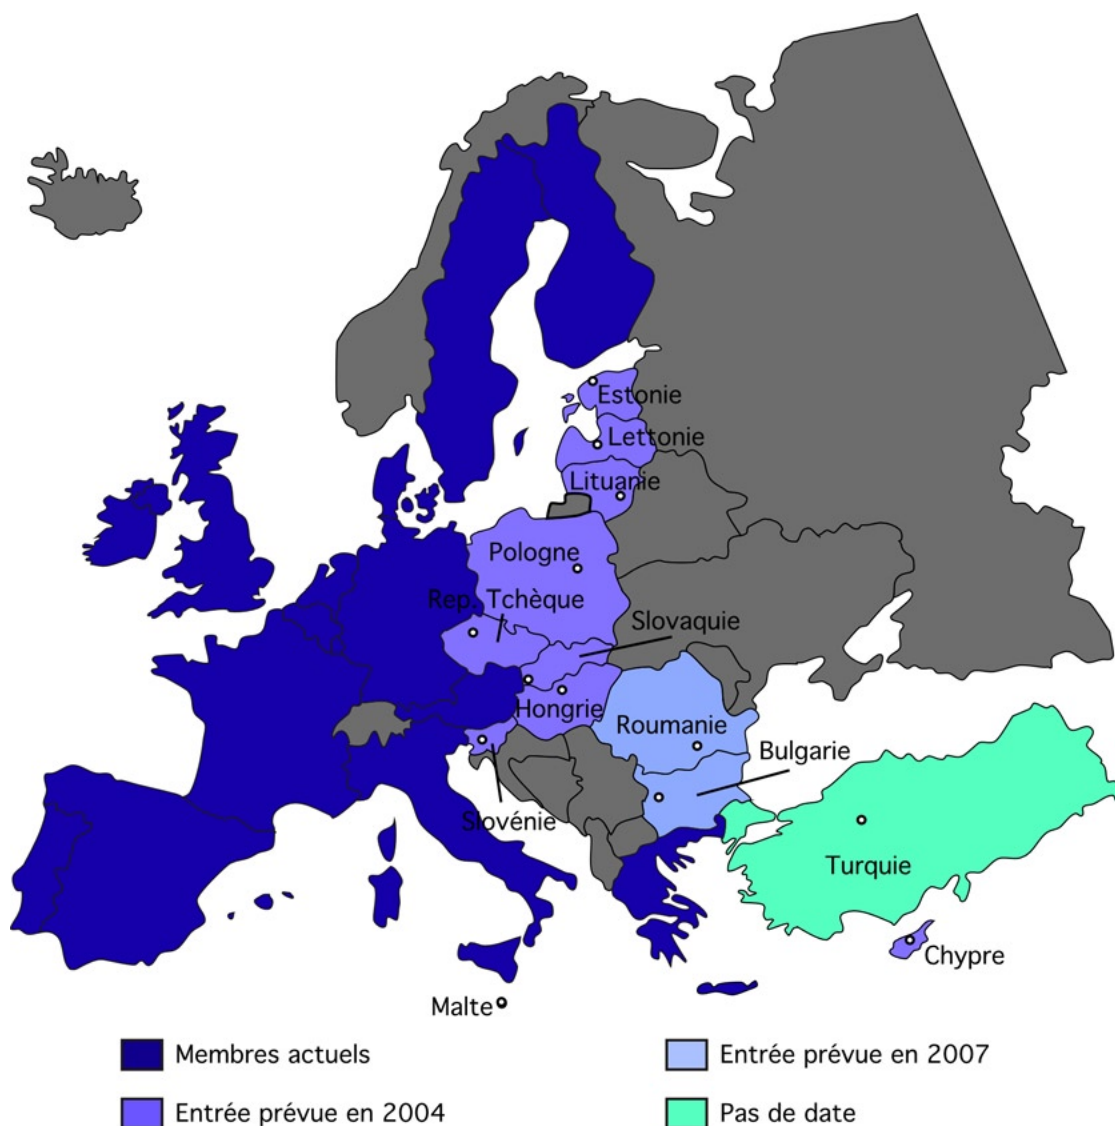 Estonie
Lettonie
Lituanie
Pologne
Rep. Tchèque
Slovaquie
Hongrie
Roumanie
Bulgarie
Slovénie
Turquie
Chypre
Malte
Membres actuels
Entrée prévue en 2007
Entrée prévue en 2004
Pas de date